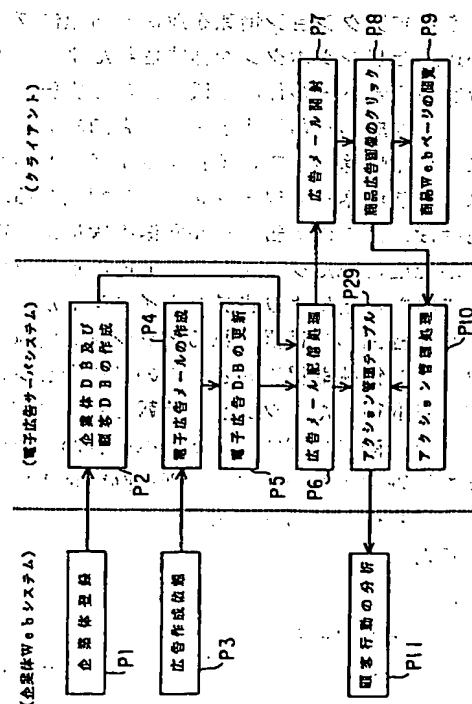 (企業体Webシステム)
企業体登録
P1
広告作成依頼
P3
顧客行動の分析
P11
(電子広告サーバシステム)
企業体DB及び
顧客DBの作成
P2
電子広告メールの作成
P4
電子広告DBの更新
P5
広告メール配信処理
P6
アクション管理テーブル
P29
アクション管理処理
P10
(クライアント)
広告メール開封
P7
商品広告画像のクリック
P8
商品Webページの閲覧
P9